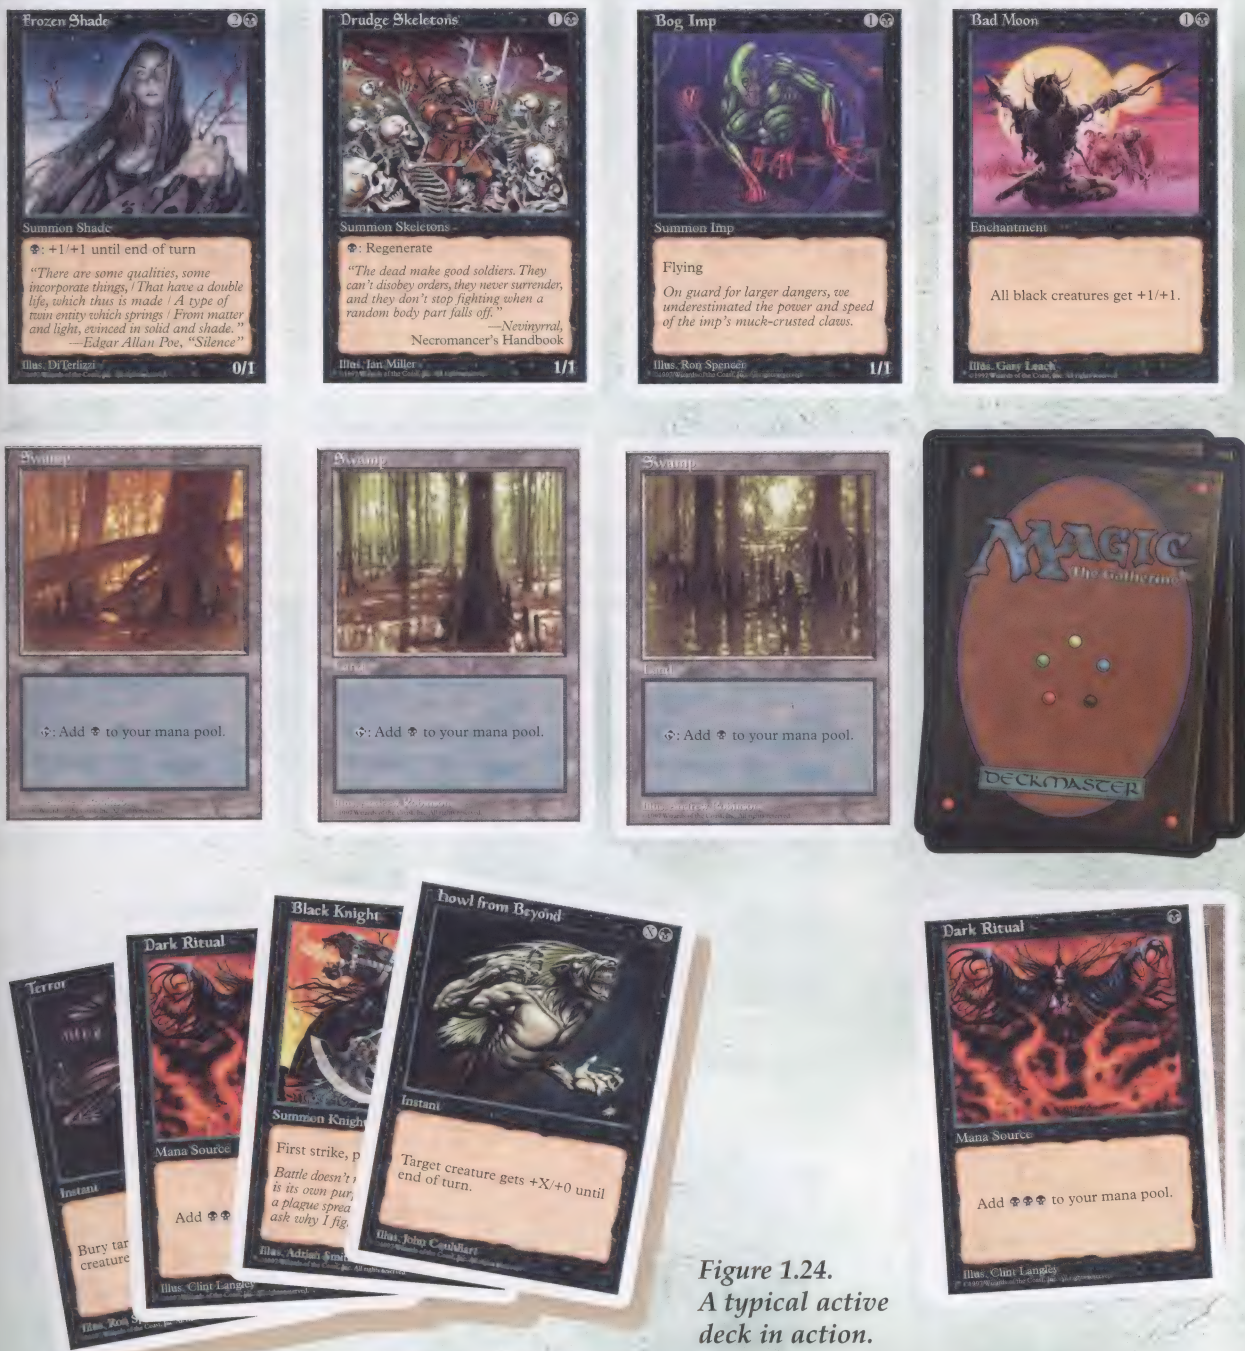 Frozen Shade 2
Summon Shade
: +1/+1 until end of turn
"There are some qualities, some
incorporate things, / That have a double
life, which thus is made / A type of
twin entity which springs / From matter
and light, evinced in solid and shade."
—Edgar Allan Poe, "Silence"
Illus. DiTerlizzi
0/1
Drudge Skeletons 1
Summon Skeletons
: Regenerate
"The dead make good soldiers. They
can't disobey orders, they never surrender,
and they don't stop fighting when a
random body part falls off."
—Nevinyrral,
Necromancer's Handbook
Illus. Ian Miller
1/1
Bog Imp 1
Summon Imp
Flying
On guard for larger dangers, we
underestimated the power and speed
of the imp's muck-crusted claws.
Illus. Ron Spencer
1/1
Bad Moon 1
Enchantment
All black creatures get +1/+1.
Illus. Gary Leach
Swamp
: Add to your mana pool.
Swamp
Land
: Add to your mana pool.
Swamp
Land
: Add to your mana pool.
MAGIC
The Gathering
DECKMASTER
Terror
Instant
Bury tar
creature
Illus. Ron Sp
Dark Ritual
Mana Source
Add
Illus. Clint Langley
Black Knight
Summon Knight
First strike, p
Battle doesn't
is its own pur
a plague sprea
ask why I fig
Illus. Adrian Smith
Howl from Beyond
X
Instant
Target creature gets +X/+0 until
end of turn.
Illus. John Coulthart
Dark Ritual
Mana Source
Add to your mana pool.
Illus. Clint Langley
Figure 1.24.
A typical active
deck in action.